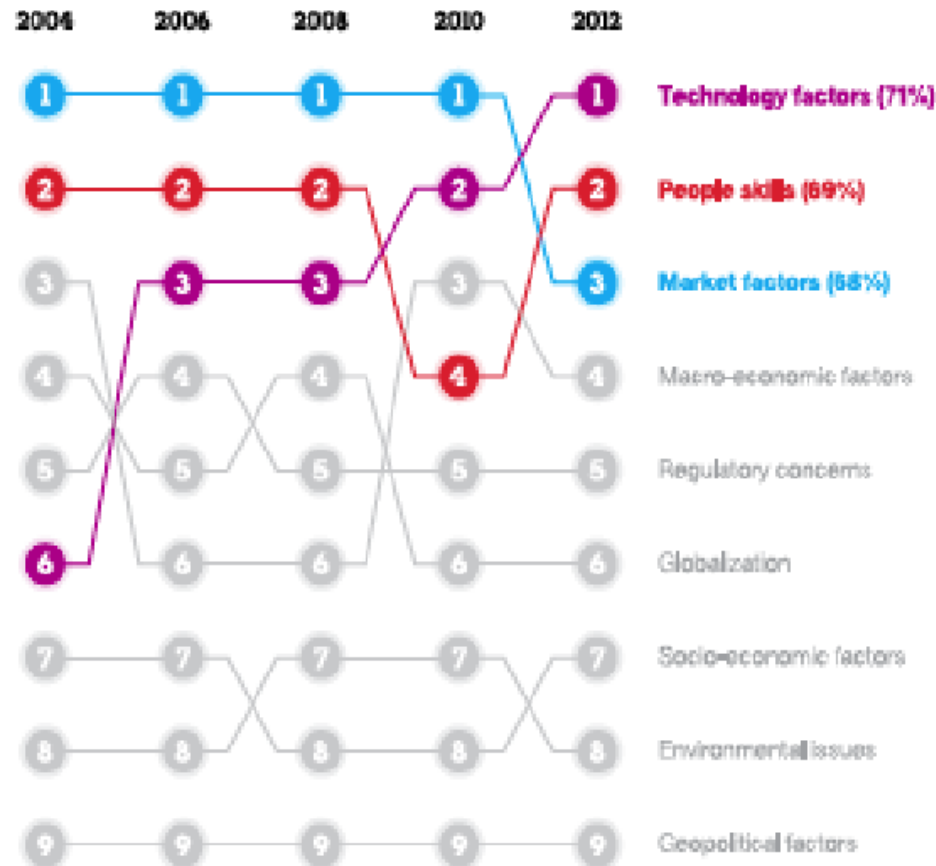 2004 2006 2008 2010 2012
1 1 1 1 1 Technology factors (71%)
2 2 2 2 2 People skills (69%)
3 3 3 3 3 Market factors (68%)
4 4 4 4 4 Macro-economic factors
5 5 5 5 5 Regulatory concerns
6 6 6 6 6 Globalization
7 7 7 7 7 Socio-economic factors
8 8 8 8 8 Environmental issues
9 9 9 9 9 Geopolitical factors